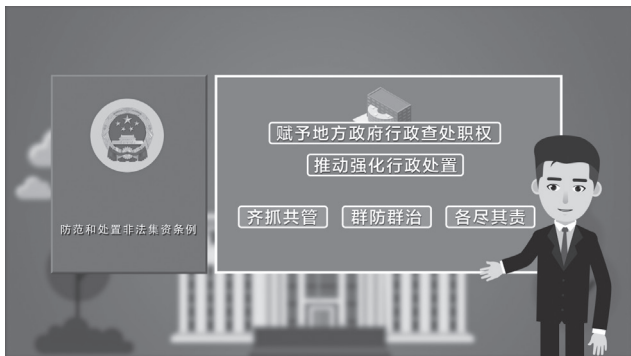 赋予地方政府行政查处职权
推动强化行政处置
齐抓共管 群防群治 各尽其责
防范和处置非法集资条例